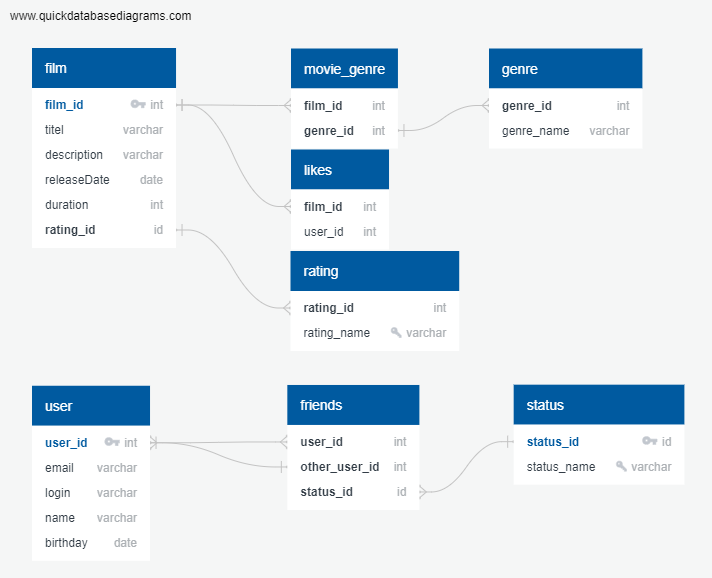 www.quickdatabasediagrams.com
film
film_id int
titel varchar
description varchar
releaseDate date
duration int
rating_id id
movie_genre
film_id int
genre_id int
genre
genre_id int
genre_name varchar
likes
film_id int
user_id int
rating
rating_id int
rating_name varchar
user
user_id int
email varchar
login varchar
name varchar
birthday date
friends
user_id int
other_user_id int
status_id id
status
status_id id
status_name varchar